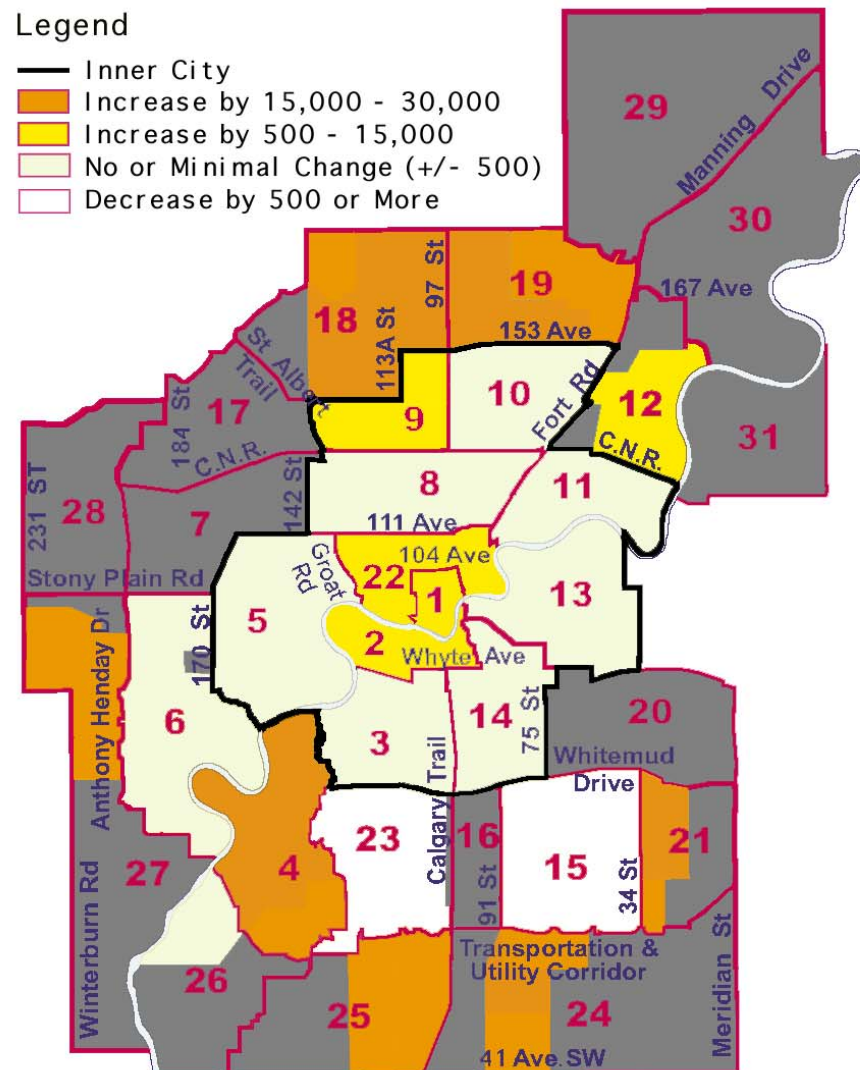 Legend
Inner City
Increase by 15,000 - 30,000
Increase by 500 - 15,000
No or Minimal Change (+/- 500)
Decrease by 500 or More
29
Manning Drive
30
97 St
19
167 Ave
18
113A St
153 Ave
St Albert Trail
184 St
17
10
Fort Rd
12
9
C.N.R.
31
C.N.R.
231 ST
28
7
142 St
8
11
111 Ave
Stony Plain Rd
Groat Rd
104 Ave
22
1
13
5
170 St
2
Whyte Ave
Anthony Henday Dr
6
3
14
75 St
20
Whitemud Drive
Calgary Trail
23
16
15
21
4
91 St
34 St
27
Winterburn Rd
Transportation &
Utility Corridor
Meridian St
26
25
24
41 Ave. SW